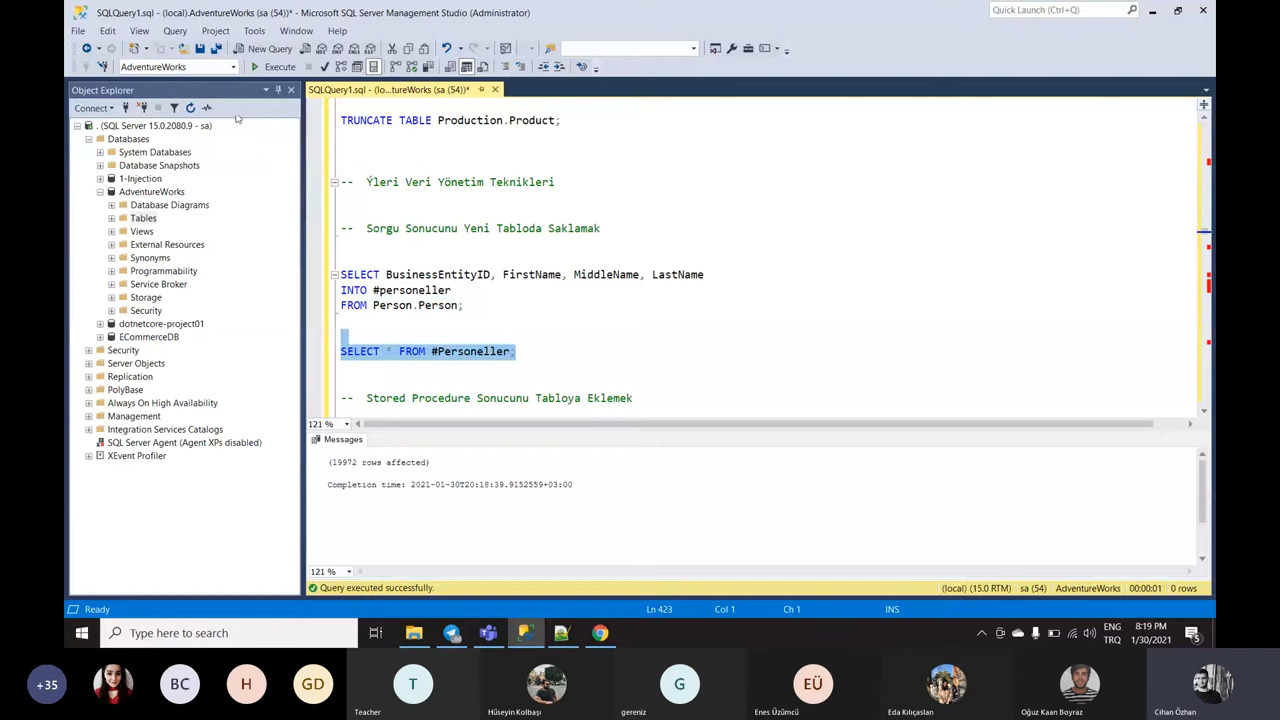 SQLQuery1.sql - (local).AdventureWorks (sa (54))* - Microsoft SQL Server Management Studio (Administrator)
Quick Launch (Ctrl+Q)
File Edit View Query Project Tools Window Help
New Query
AdventureWorks
Execute
Object Explorer
SQLQuery1.sql - (lo...tureWorks (sa (54))*
Connect
. (SQL Server 15.0.2080.9 - sa)
Databases
System Databases
Database Snapshots
1-Injection
AdventureWorks
Database Diagrams
Tables
Views
External Resources
Synonyms
Programmability
Service Broker
Storage
Security
dotnetcore-project01
ECommerceDB
Security
Server Objects
Replication
PolyBase
Always On High Availability
Management
Integration Services Catalogs
SQL Server Agent (Agent XPs disabled)
XEvent Profiler
TRUNCATE TABLE Production.Product;
-- Ýleri Veri Yönetim Teknikleri
-- Sorgu Sonucunu Yeni Tabloda Saklamak
SELECT BusinessEntityID, FirstName, MiddleName, LastName
INTO #personeller
FROM Person.Person;
SELECT * FROM #Personeller;
-- Stored Procedure Sonucunu Tabloya Eklemek
121 %
Messages
(19972 rows affected)
Completion time: 2021-01-30T20:18:39.9152559+03:00
121 %
Query executed successfully.
(local) (15.0 RTM) sa (54) AdventureWorks 00:00:01 0 rows
Ready
Ln 423 Col 1 Ch 1 INS
Type here to search
ENG
TRQ
8:19 PM
1/30/2021
5
+35
BC
H
GD
T
Teacher
Hüseyin Kolbaşı
G
gereniz
EÜ
Enes Üzümcü
Eda Kılıçaslan
Oğuz Kaan Boyraz
Cihan Özhan